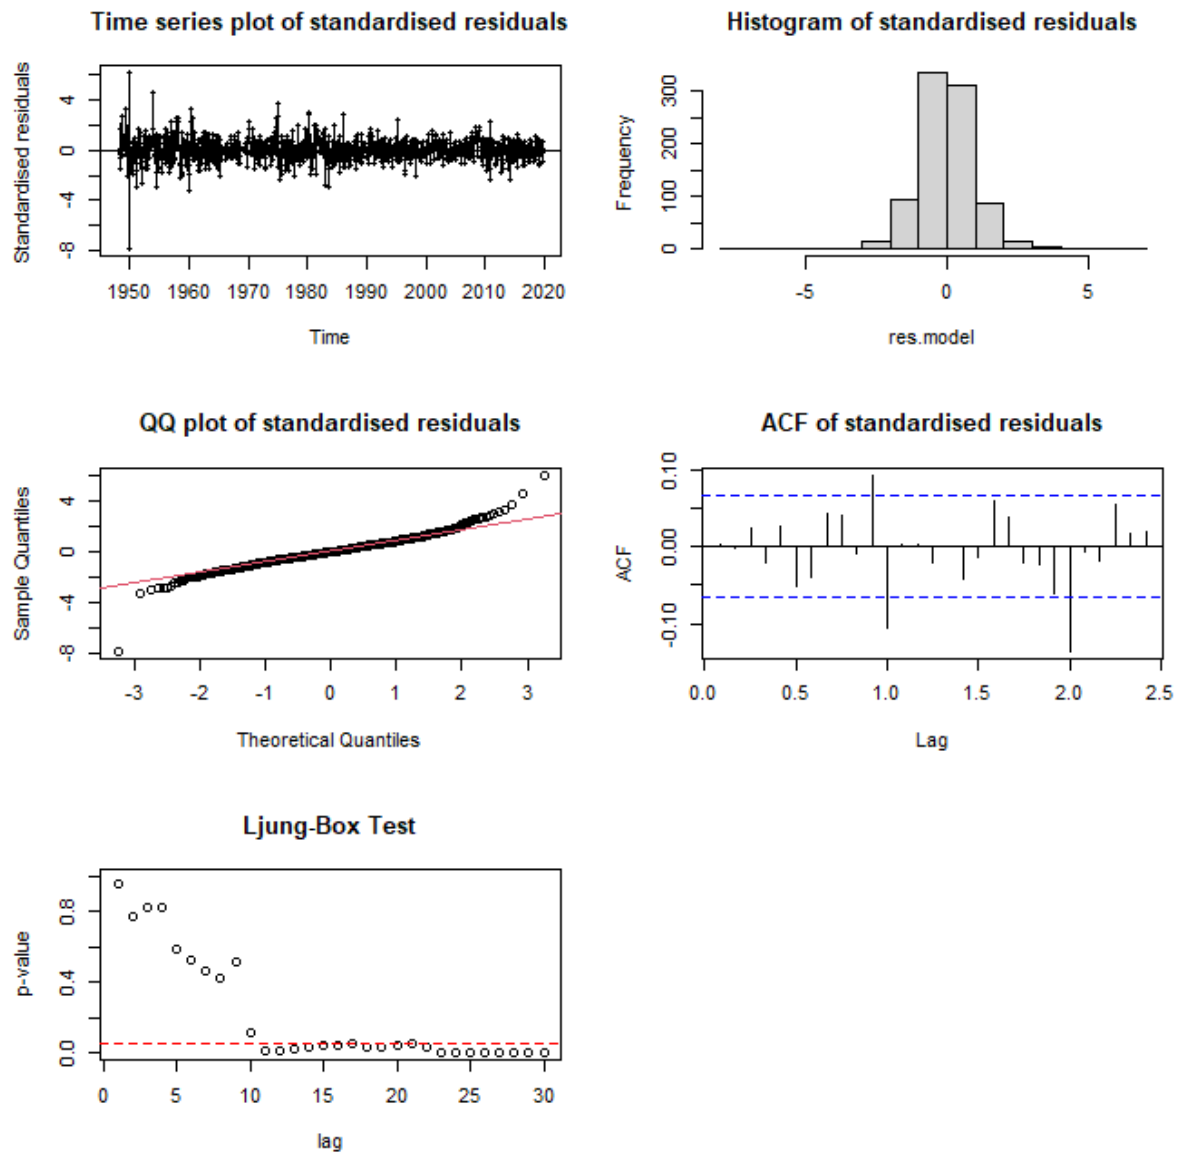 Time series plot of standardised residuals
Standardised residuals
4
0
-4
-8
1950 1960 1970 1980 1990 2000 2010 2020
Time
Histogram of standardised residuals
Frequency
300
200
100
0
-5 0 5
res.model
QQ plot of standardised residuals
Sample Quantiles
4
0
-4
-8
-3 -2 -1 0 1 2 3
Theoretical Quantiles
ACF of standardised residuals
ACF
0.10
0.00
-0.10
0.0 0.5 1.0 1.5 2.0 2.5
Lag
Ljung-Box Test
p-value
0.8
0.4
0.0
0 5 10 15 20 25 30
lag